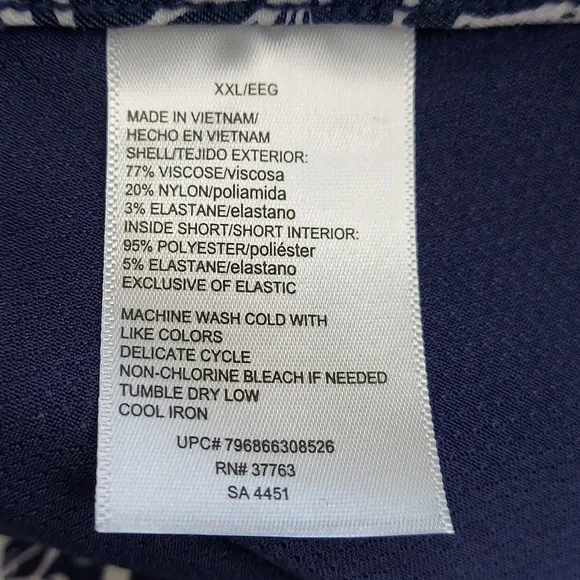 XXL/EEG
MADE IN VIETNAM/
HECHO EN VIETNAM
SHELL/TEJIDO EXTERIOR:
77% VISCOSE/viscosa
20% NYLON/poliamida
3% ELASTANE/elastano
INSIDE SHORT/SHORT INTERIOR:
95% POLYESTER/poliéster
5% ELASTANE/elastano
EXCLUSIVE OF ELASTIC
MACHINE WASH COLD WITH
LIKE COLORS
DELICATE CYCLE
NON-CHLORINE BLEACH IF NEEDED
TUMBLE DRY LOW
COOL IRON
UPC# 796866308526
RN# 37763
SA 4451